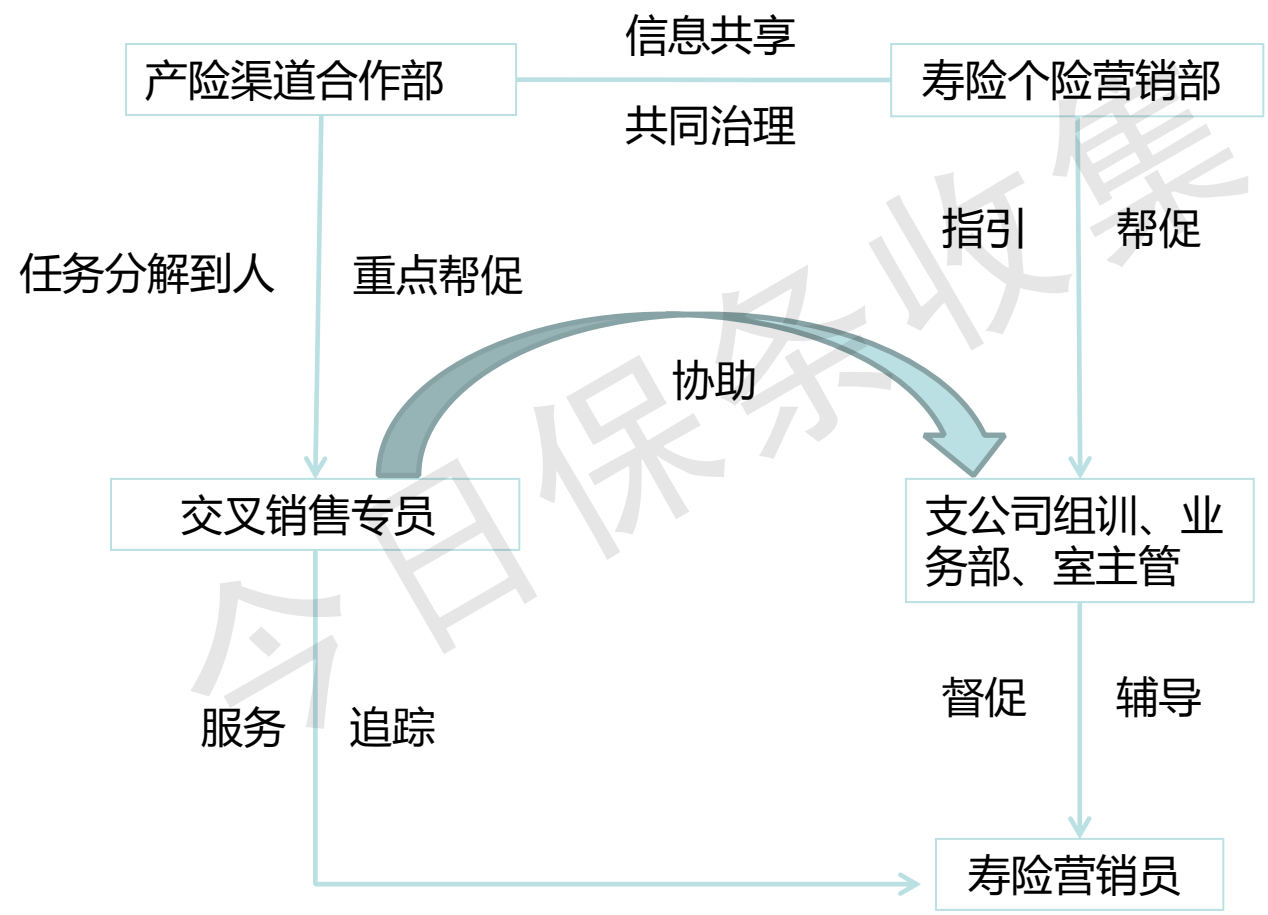 信息共享
产险渠道合作部
寿险个险营销部
共同治理
指引
帮促
任务分解到人
重点帮促
协助
交叉销售专员
支公司组训、业
务部、室主管
服务
追踪
督促
辅导
寿险营销员
今日保条收集